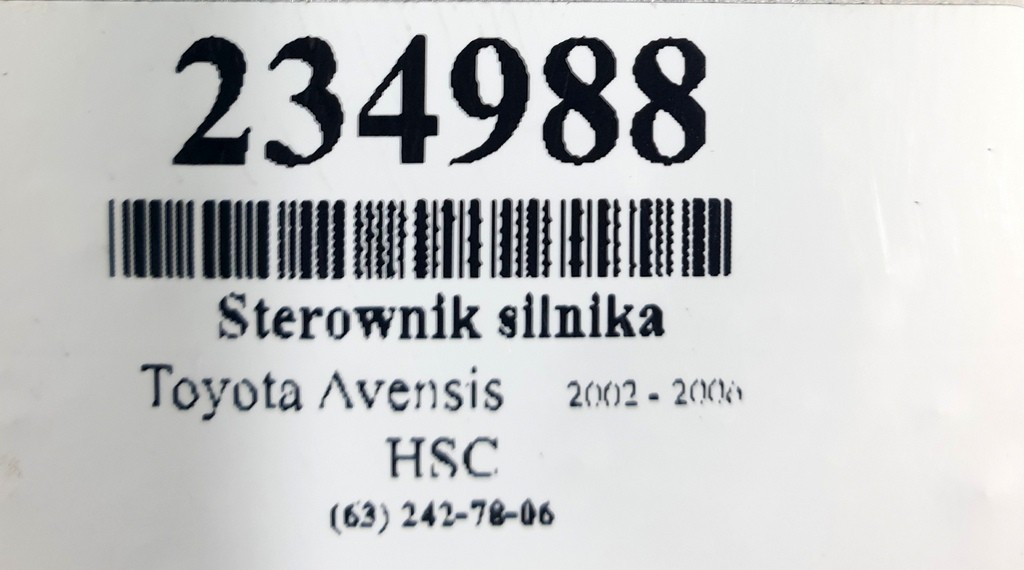 234988
Sterownik silnika
Toyota Avensis 2002 - 2006
HSC
(63) 242-78-06